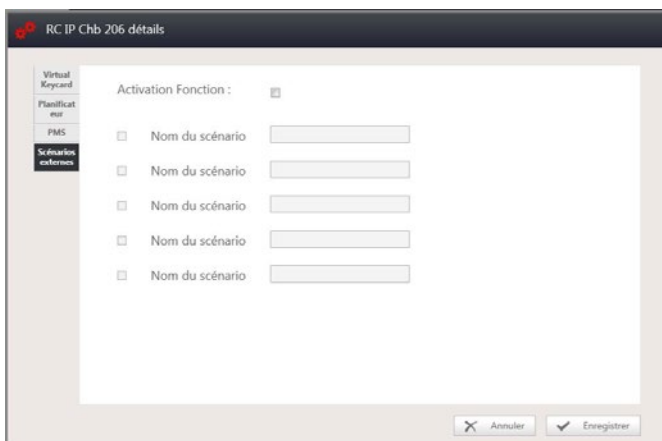 RC IP Chb 206 détails
Virtual
Keycard
Planificat
eur
PMS
Scénarios
externes
Activation Fonction :
Nom du scénario
Nom du scénario
Nom du scénario
Nom du scénario
Nom du scénario
Annuler
Enregistrer